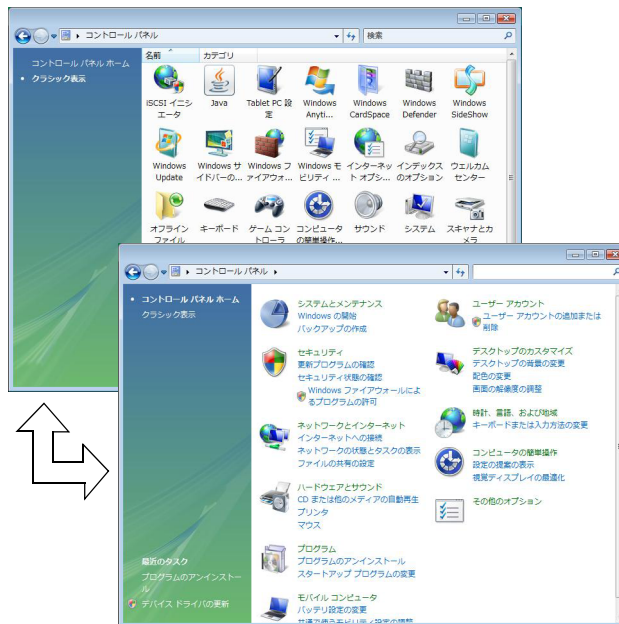 コントロール パネル
検索
コントロール パネル ホーム
クラシック表示
名前 カテゴリ
iSCSI イニシ
エータ
Java
Tablet PC 設
定
Windows
Anyti...
Windows
CardSpace
Windows
Defender
Windows
SideShow
Windows
Update
Windows サ
イドバーの...
Windows フ
ァイアウォ...
Windows モ
ビリティ ...
インターネッ
ト オプシ...
インデックス
のオプション
ウェルカム
センター
オフライン
ファイル
キーボード
ゲーム コン
トローラ
コンピュータ
の簡単操作...
サウンド
システム
スキャナとカ
メラ
コントロール パネル
コントロール パネル ホーム
クラシック表示
システムとメンテナンス
Windows の開始
バックアップの作成
セキュリティ
更新プログラムの確認
セキュリティ状態の確認
Windows ファイアウォールによ
るプログラムの許可
ネットワークとインターネット
インターネットへの接続
ネットワークの状態とタスクの表示
ファイルの共有の設定
ハードウェアとサウンド
CD または他のメディアの自動再生
プリンタ
マウス
プログラム
プログラムのアンインストール
スタートアップ プログラムの変更
モバイル コンピュータ
バッテリ設定の変更
共通で使うモビリティ設定の調整
ユーザー アカウント
ユーザー アカウントの追加または
削除
デスクトップのカスタマイズ
デスクトップの背景の変更
配色の変更
画面の解像度の調整
時計、言語、および地域
キーボードまたは入力方法の変更
コンピュータの簡単操作
設定の提案の表示
視覚ディスプレイの最適化
その他のオプション
最近のタスク
プログラムのアンインストー
ル
デバイス ドライバの更新